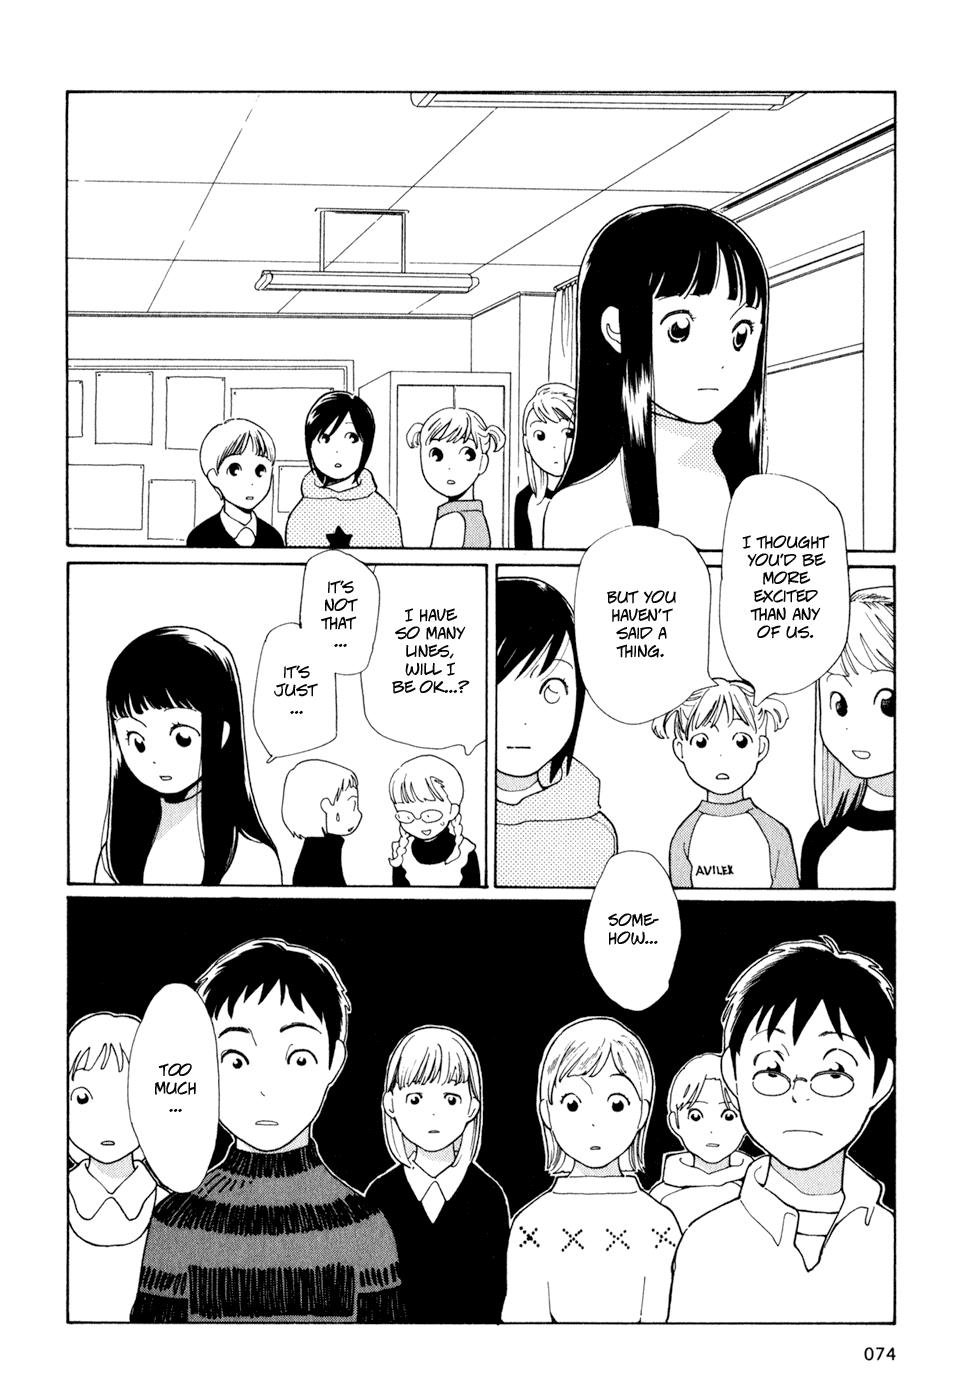 I THOUGHT
YOU'D BE
MORE
EXCITED
THAN ANY
OF US.
BUT YOU
HAVEN'T
SAID A
THING.
AVILEX
I HAVE
SO MANY
LINES,
WILL I
BE OK...?
IT'S
NOT
THAT
...
IT'S
JUST
...
SOME-
HOW...
TOO
MUCH
...
074